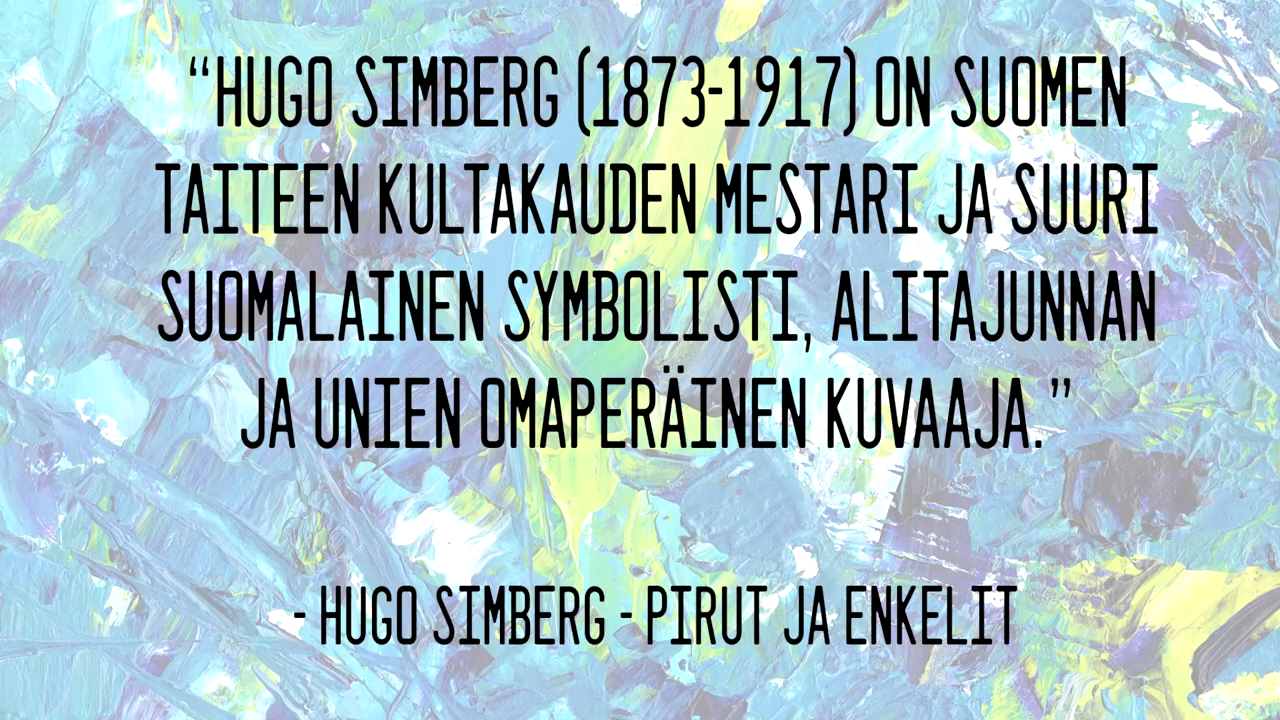 “HUGO SIMBERG (1873-1917) ON SUOMEN
TAITEEN KULTAKAUDEN MESTARI JA SUURI
SUOMALAINEN SYMBOLISTI, ALITAJUNNAN
JA UNIEN OMAPERÄINEN KUVAAJA.”
- HUGO SIMBERG - PIRUT JA ENKELIT